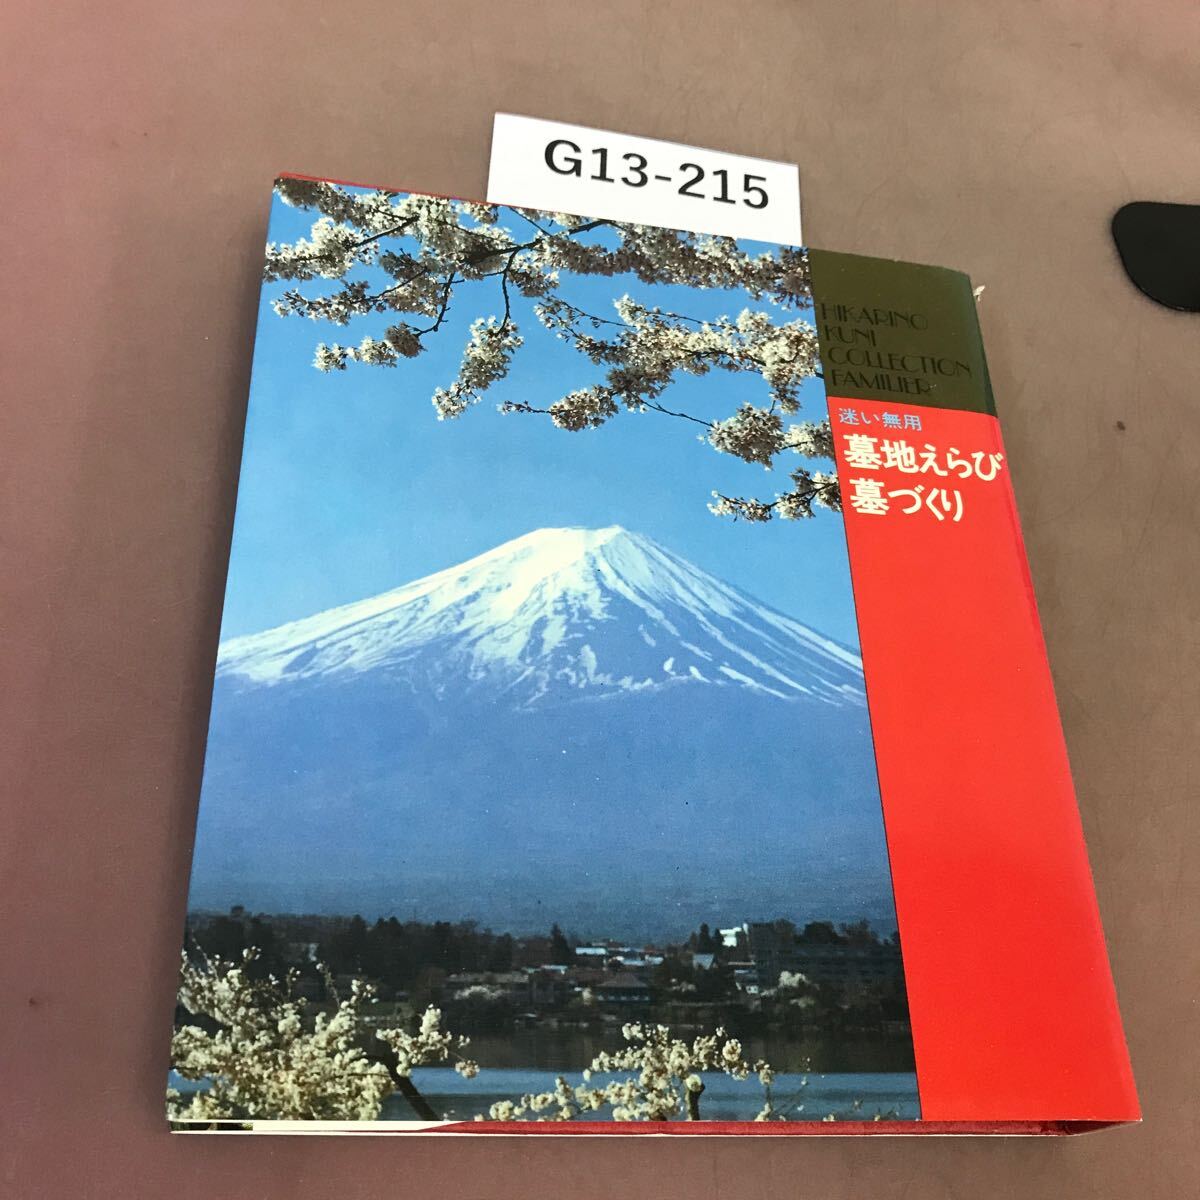 G13-215
HIKARINO
KUNI
COLLECTION
FAMILIER
迷い無用
墓地えらび
墓づくり